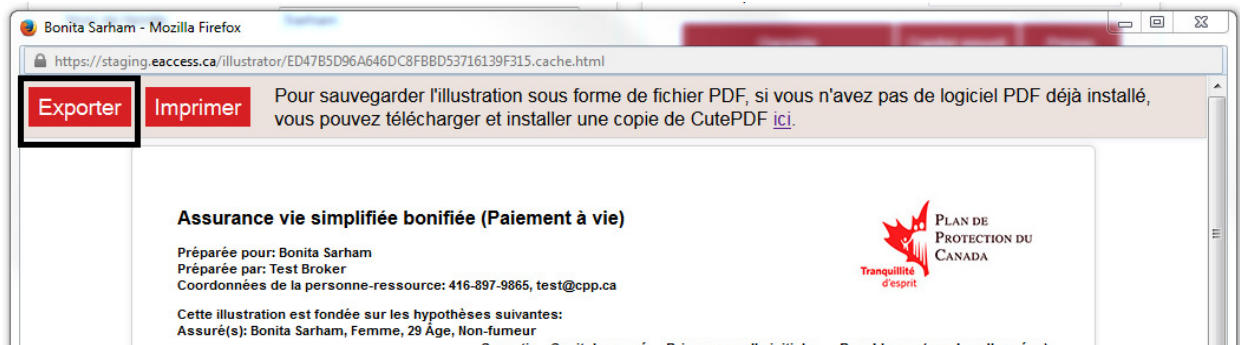 Bonita Sarham - Mozilla Firefox
https://staging.eaccess.ca/illustrator/ED47B5D96A646DC8FBBD53716139F315.cache.html
Exporter
Imprimer
Pour sauvegarder l'illustration sous forme de fichier PDF, si vous n'avez pas de logiciel PDF déjà installé,
vous pouvez télécharger et installer une copie de CutePDF ici.
Assurance vie simplifiée bonifiée (Paiement à vie)
PLAN DE
PROTECTION DU
CANADA
Tranquillité
d'esprit
Préparée pour: Bonita Sarham
Préparée par: Test Broker
Coordonnées de la personne-ressource: 416-897-9865, test@cpp.ca
Cette illustration est fondée sur les hypothèses suivantes:
Assuré(s): Bonita Sarham, Femme, 29 Âge, Non-fumeur